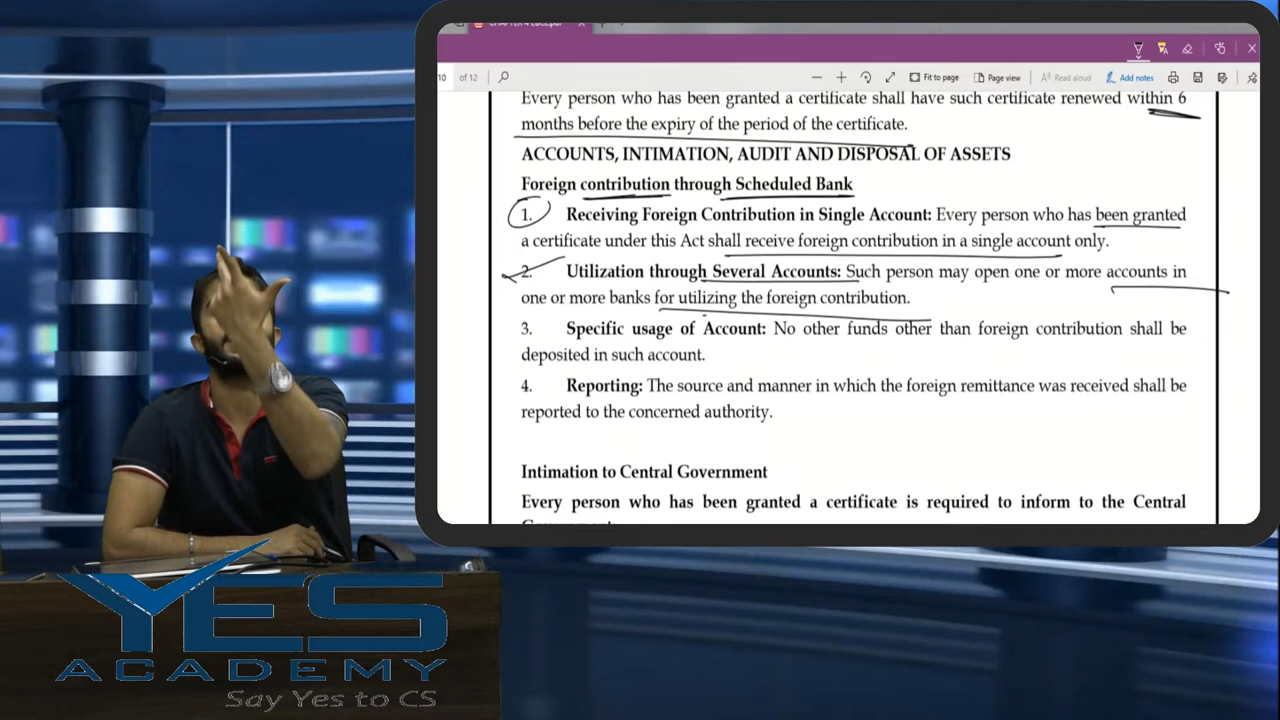 10 of 12
Fit to page
Page view
Read aloud
Add notes
Every person who has been granted a certificate shall have such certificate renewed within 6
months before the expiry of the period of the certificate.
ACCOUNTS, INTIMATION, AUDIT AND DISPOSAL OF ASSETS
Foreign contribution through Scheduled Bank
1. Receiving Foreign Contribution in Single Account: Every person who has been granted
a certificate under this Act shall receive foreign contribution in a single account only.
2. Utilization through Several Accounts: Such person may open one or more accounts in
one or more banks for utilizing the foreign contribution.
3. Specific usage of Account: No other funds other than foreign contribution shall be
deposited in such account.
4. Reporting: The source and manner in which the foreign remittance was received shall be
reported to the concerned authority.
Intimation to Central Government
Every person who has been granted a certificate is required to inform to the Central
YES
ACADEMY
Say Yes to CS